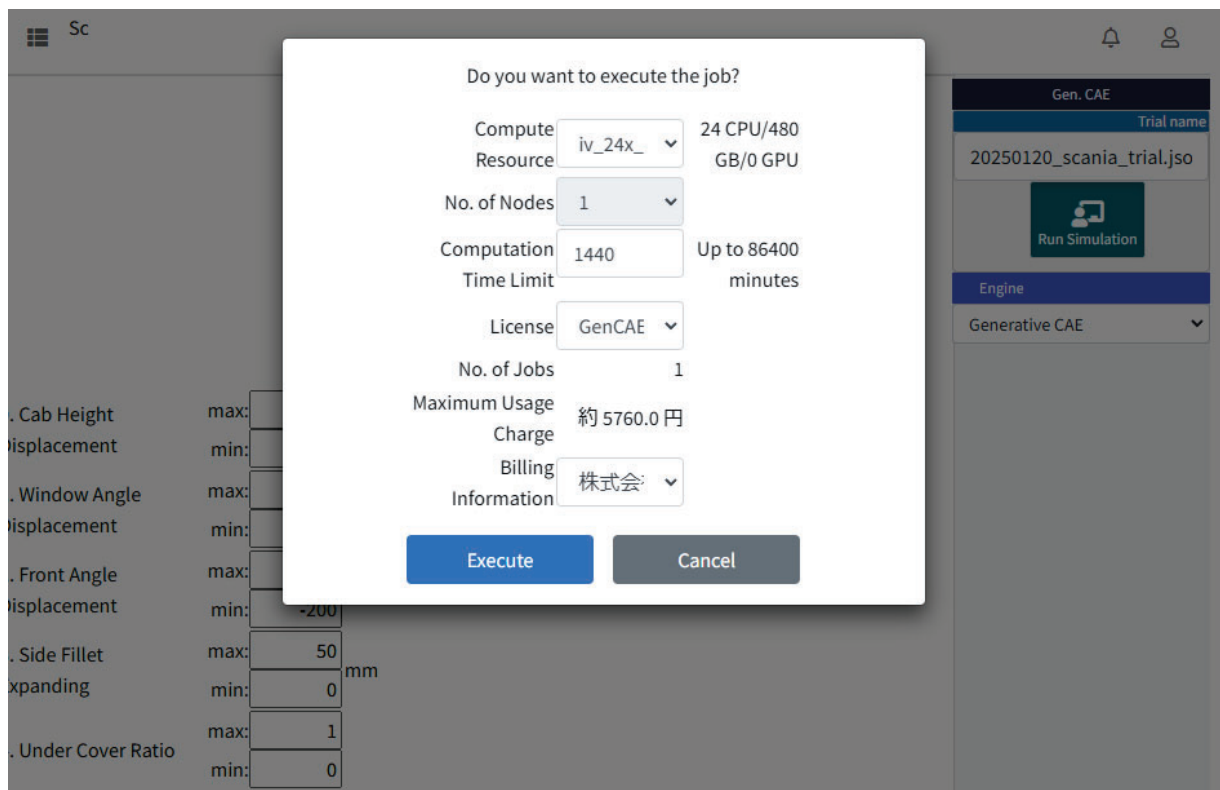 Sc
Do you want to execute the job?
Compute Resource iv_24x_ 24 CPU/480 GB/0 GPU
No. of Nodes 1
Computation Time Limit 1440 Up to 86400 minutes
License GenCAE
No. of Jobs 1
Maximum Usage Charge 約 5760.0 円
Billing Information 株式会
Execute Cancel
Gen. CAE
Trial name
20250120_scania_trial.jso
Run Simulation
Engine
Generative CAE
. Cab Height max:
isplacement min:
. Window Angle max:
isplacement min:
. Front Angle max:
isplacement min: -200
. Side Fillet max: 50
xpanding min: 0
mm
. Under Cover Ratio max: 1
min: 0